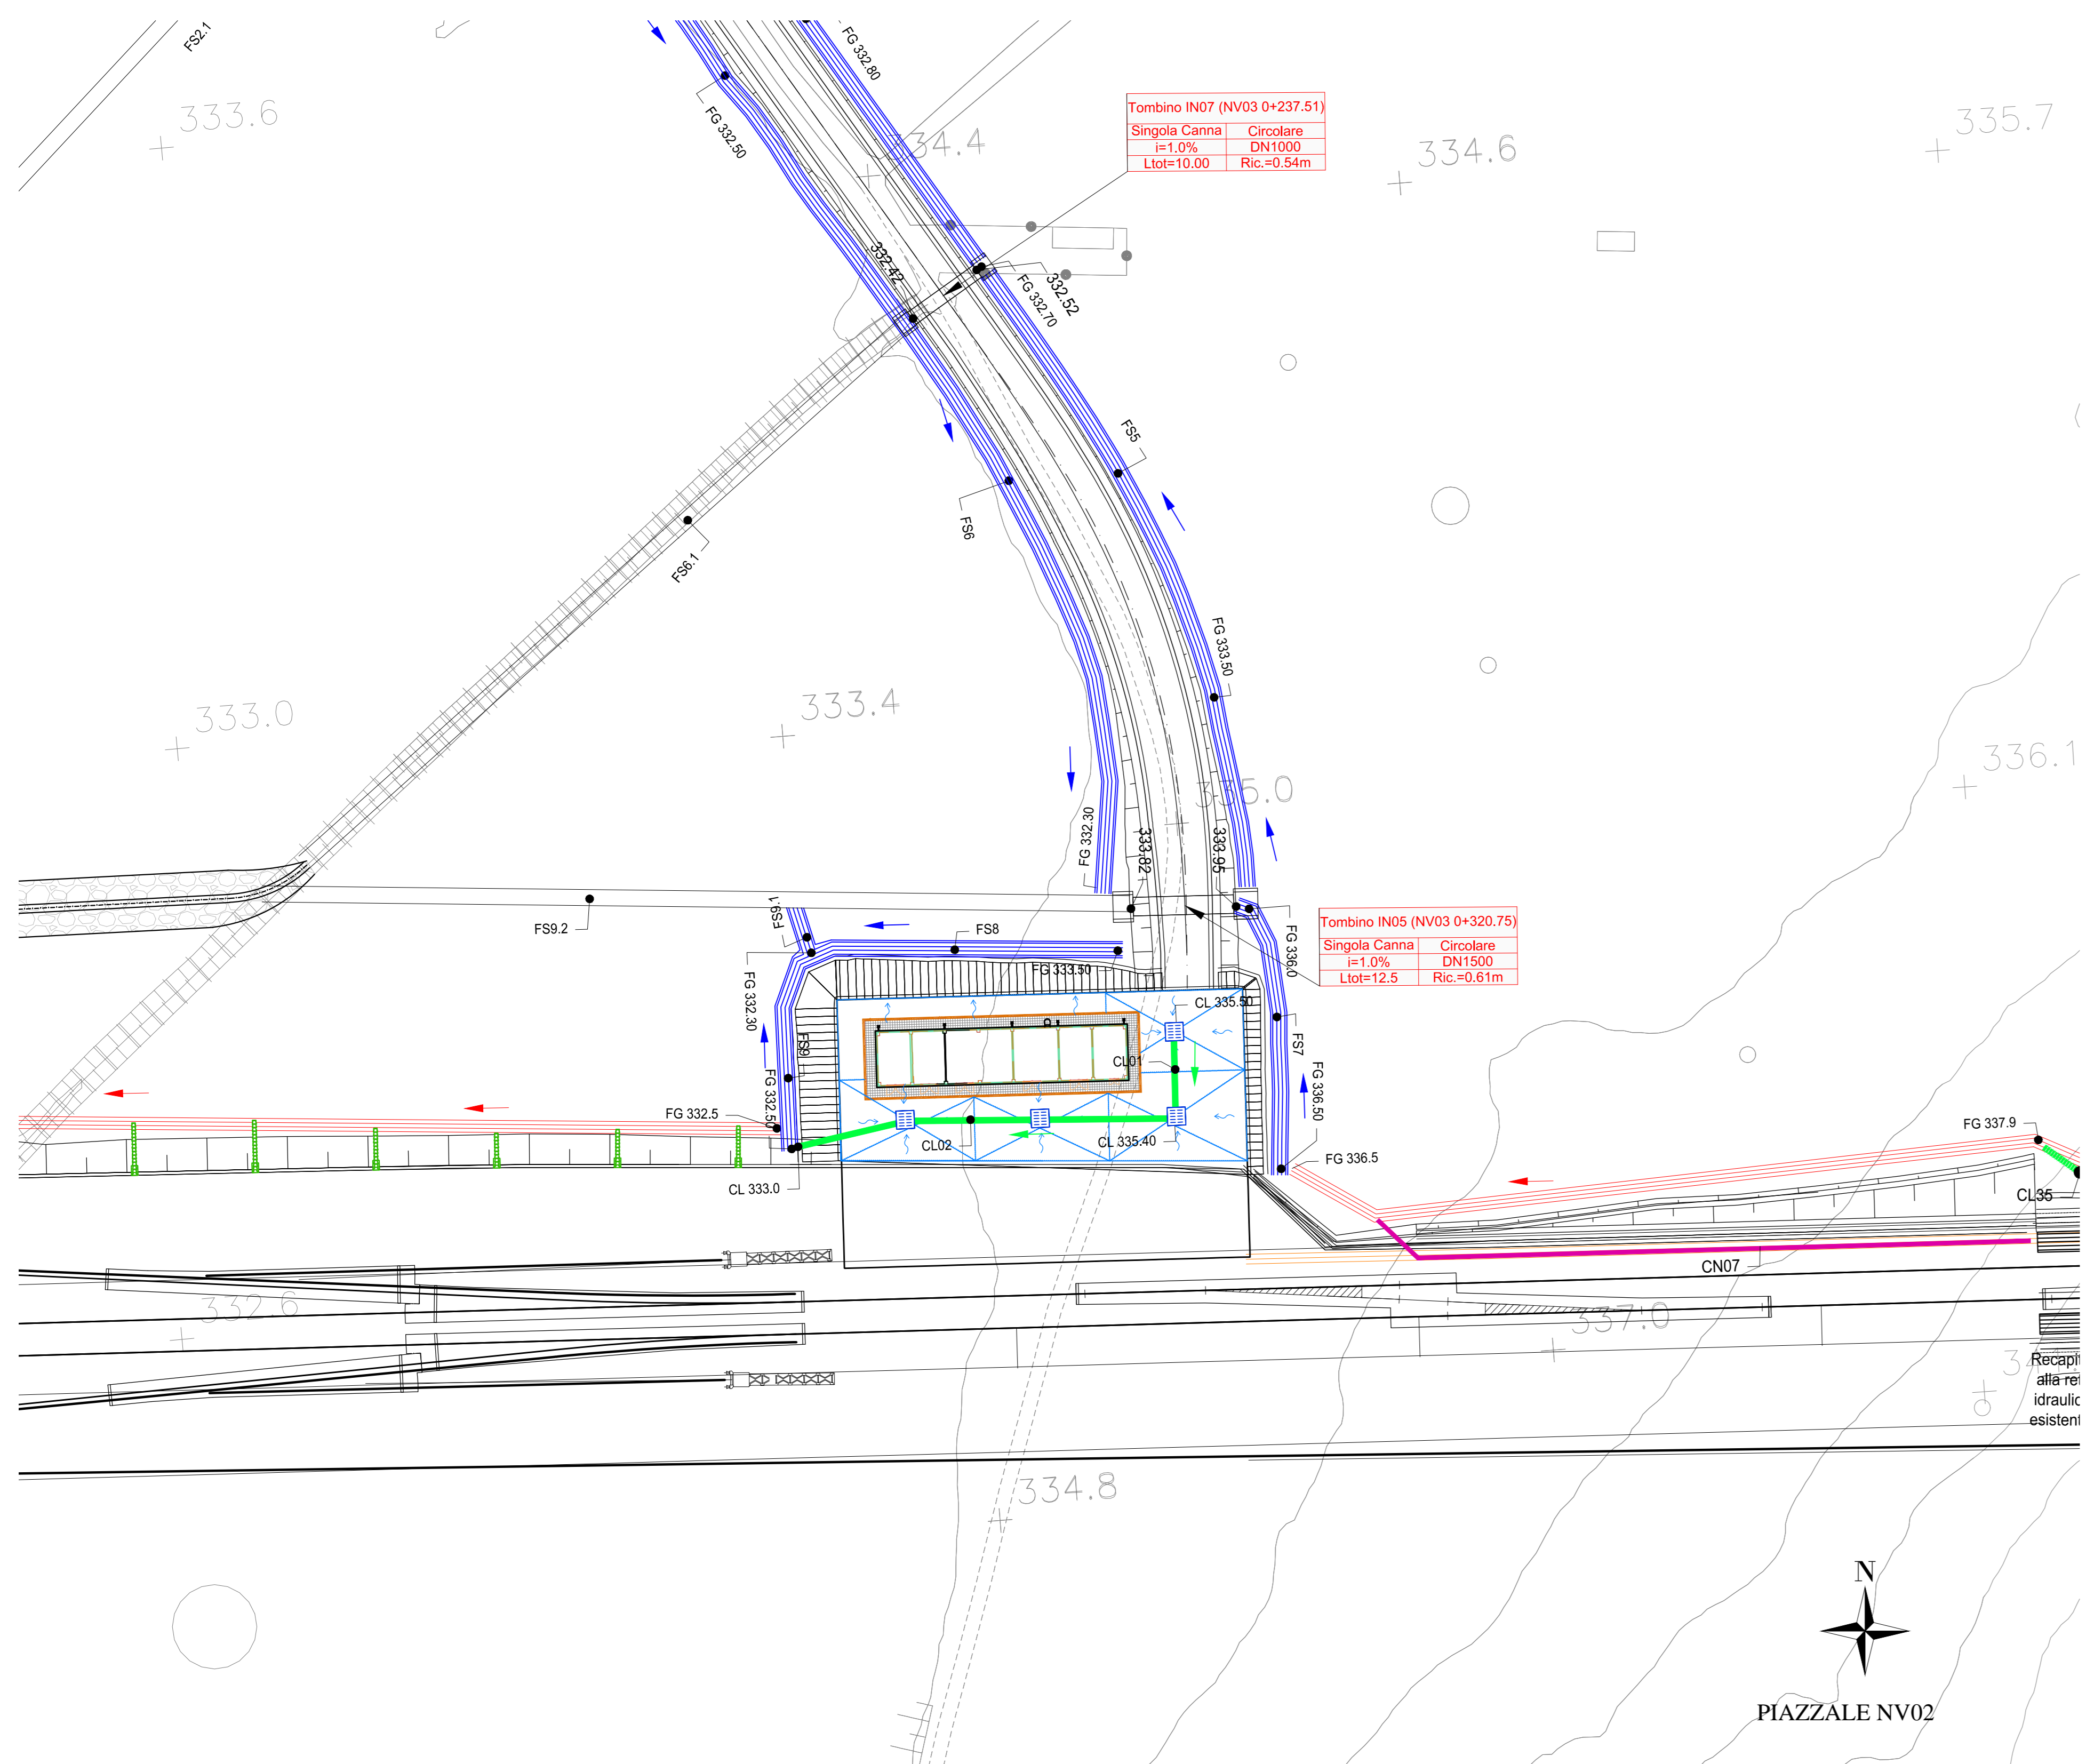 FS2.1
FG 332.80
333.6
FG 332.50
Tombino IN07 (NV03 0+237.51)
Singola Canna Circolare
i=1.0% DN1000
Ltot=10.00 Ric.=0.54m
34.4
334.6
335.7
332.42
332.52
FG 332.70
FS5
FS6
FS6.1
FG 333.50
333.0
333.4
335.0
336.1
FG 332.30
333.82
333.95
FS9.1
FS9.2
FS8
FG 336.0
Tombino IN05 (NV03 0+320.75)
Singola Canna Circolare
i=1.0% DN1500
Ltot=12.5 Ric.=0.61m
FG 332.30
FG 333.50
CL 335.50
FS9
CL01
FS7
FG 332.50
FG 336.50
FG 332.5
CL02
CL 335.40
FG 336.5
FG 337.9
CL 333.0
CL35
CN07
332.6
337.0
Recapi
alla re
idraulic
esistent
334.8
N
PIAZZALE NV02